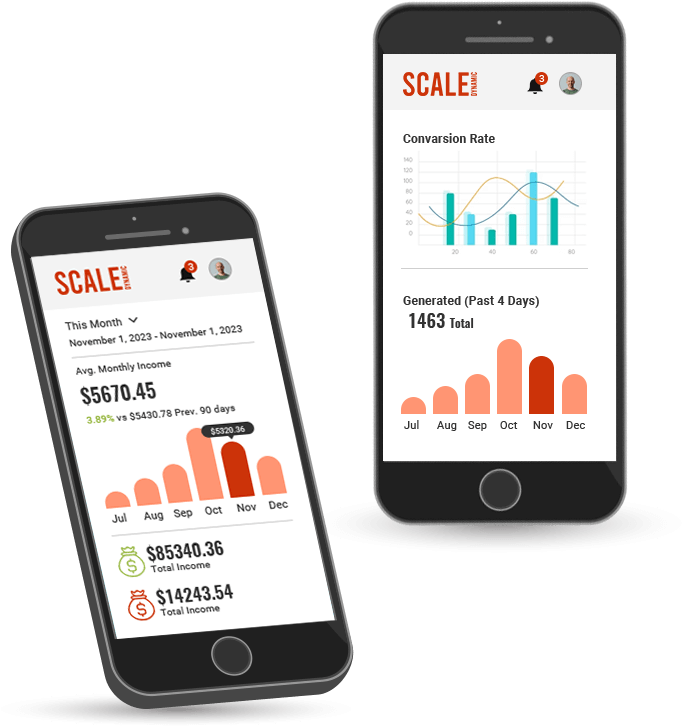 SCALE DYNAMIC
3
This Month
November 1, 2023 - November 1, 2023
Avg. Monthly Income
$5670.45
3.89% vs $5430.78 Prev. 90 days
$5320.36
Jul Aug Sep Oct Nov Dec
$85340.36
Total Income
$14243.54
Total Income
SCALE DYNAMIC
3
Convarsion Rate
140
120
100
80
60
40
20
0
20 40 60 80
Generated (Past 4 Days)
1463 Total
Jul Aug Sep Oct Nov Dec